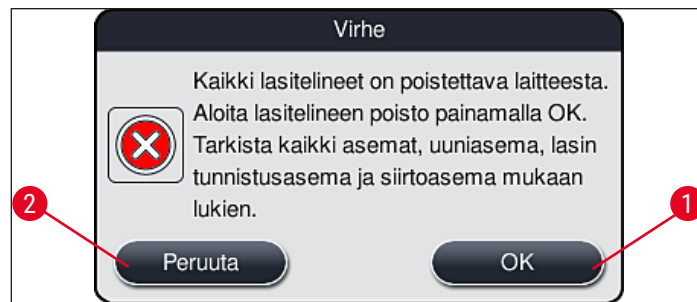 Virhe
Kaikki lasitelineet on poistettava laitteesta.
Aloita lasitelineen poisto painamalla OK.
Tarkista kaikki asemat, uuniasema, lasin
tunnistusasema ja siirtoasema mukaan
lukien.
2
1
Peruuta
OK